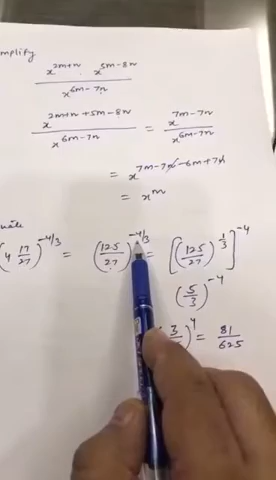 mplify
x^(2m+n) · x^(5m-8n) / x^(6m-7n)
x^(2m+n+5m-8n) / x^(6m-7n) = x^(7m-7n) / x^(6m-7n)
= x^(7m-7n-6m+7n)
= x^m
uate
(4 17/27)^(-4/3) = (125/27)^(-4/3) = [(125/27)^(1/3)]^(-4)
(5/3)^(-4)
(3/ )^4 = 81/625